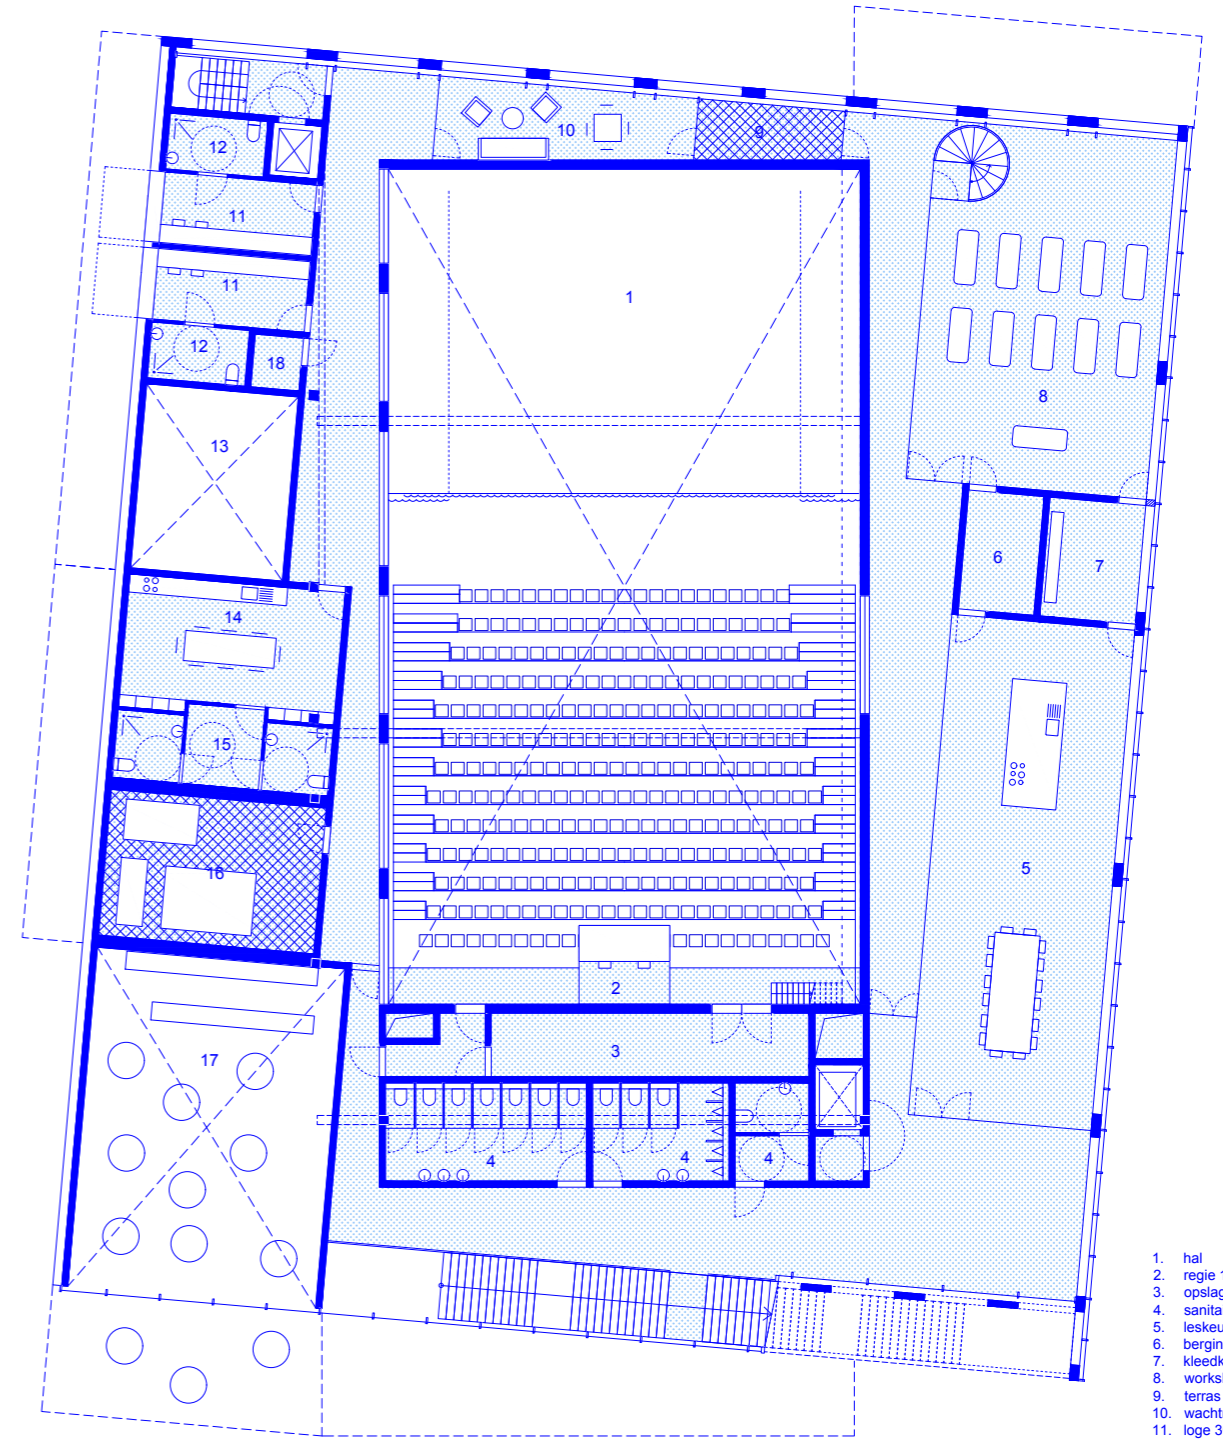 9
10
12
11
1
11
12
18
8
13
6
7
14
15
5
16
2
3
17
4
4
4
1. hal
2. regie 1
3. opslag
4. sanita
5. leskeu
6. bergin
7. kleedk
8. works
9. terras
10. wacht
11. loge 3